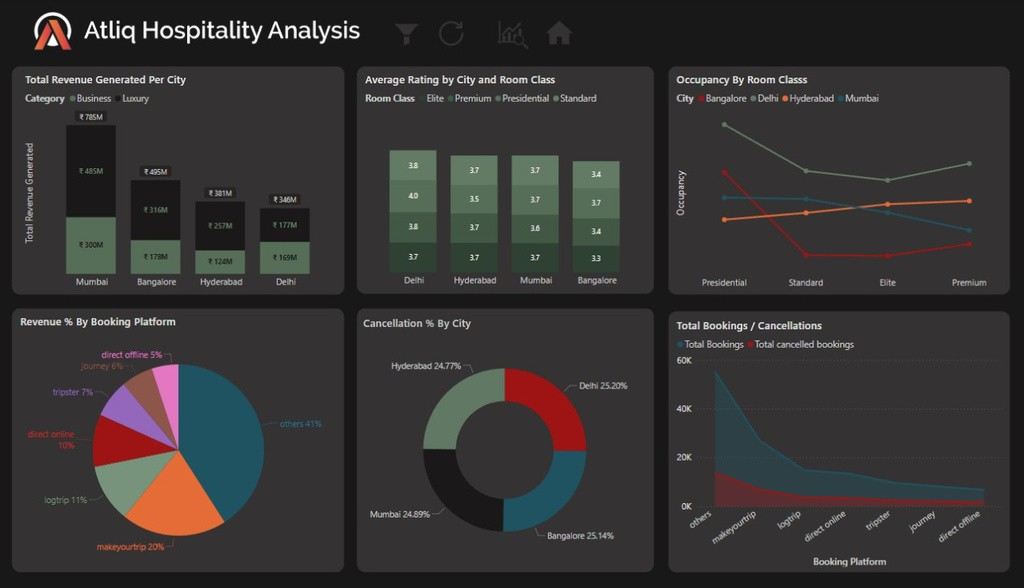 Atliq Hospitality Analysis
Total Revenue Generated Per City
Category Business Luxury
Total Revenue Generated
₹ 785M
₹ 485M
₹ 300M
₹ 495M
₹ 316M
₹ 178M
₹ 381M
₹ 257M
₹ 124M
₹ 346M
₹ 177M
₹ 169M
Mumbai Bangalore Hyderabad Delhi
Average Rating by City and Room Class
Room Class Elite Premium Presidential Standard
3.8 3.7 3.7 3.4
4.0 3.5 3.7 3.7
3.8 3.7 3.6 3.4
3.7 3.7 3.7 3.3
Delhi Hyderabad Mumbai Bangalore
Occupancy By Room Classs
City Bangalore Delhi Hyderabad Mumbai
Occupancy
Presidential Standard Elite Premium
Revenue % By Booking Platform
direct offline 5%
journey 6%
tripster 7%
direct online
10%
logtrip 11%
makeyourtrip 20%
others 41%
Cancellation % By City
Hyderabad 24.77%
Delhi 25.20%
Mumbai 24.89%
Bangalore 25.14%
Total Bookings / Cancellations
Total Bookings Total cancelled bookings
60K
40K
20K
0K
others makeyourtrip logtrip direct online tripster journey direct offline
Booking Platform